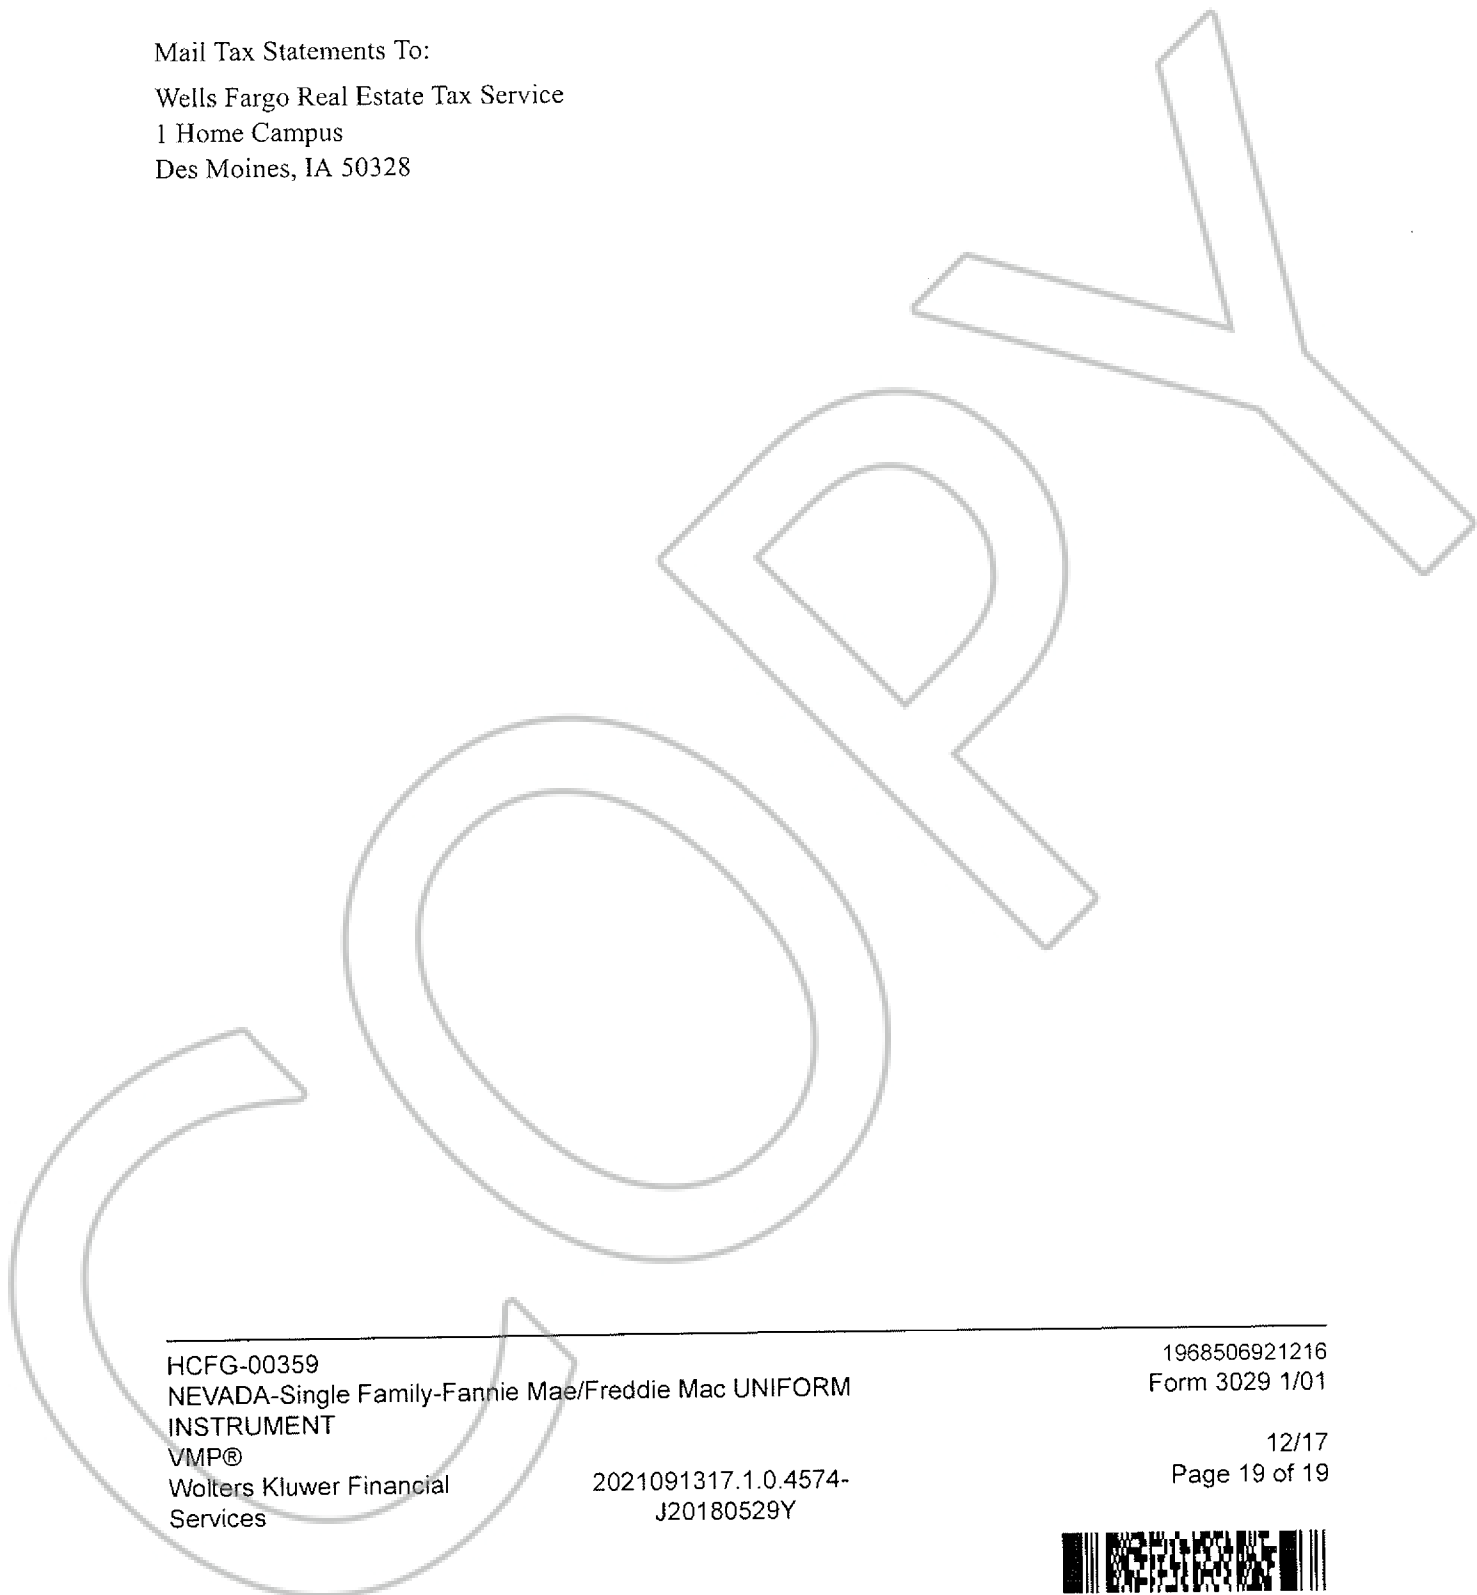 Mail Tax Statements To:
Wells Fargo Real Estate Tax Service
1 Home Campus
Des Moines, IA 50328
COPY
HCFG-00359
NEVADA-Single Family-Fannie Mae/Freddie Mac UNIFORM
INSTRUMENT
VMP®
Wolters Kluwer Financial
Services
2021091317.1.0.4574-
J20180529Y
1968506921216
Form 3029 1/01
12/17
Page 19 of 19